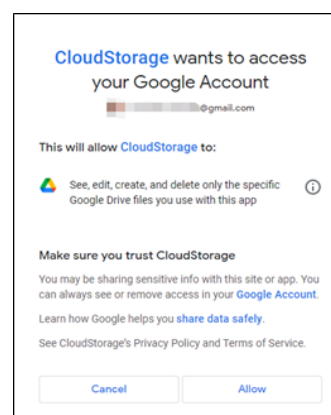 CloudStorage wants to access
your Google Account
@gmail.com
This will allow CloudStorage to:
See, edit, create, and delete only the specific
Google Drive files you use with this app
Make sure you trust CloudStorage
You may be sharing sensitive info with this site or app. You
can always see or remove access in your Google Account.
Learn how Google helps you share data safely.
See CloudStorage's Privacy Policy and Terms of Service.
Cancel
Allow